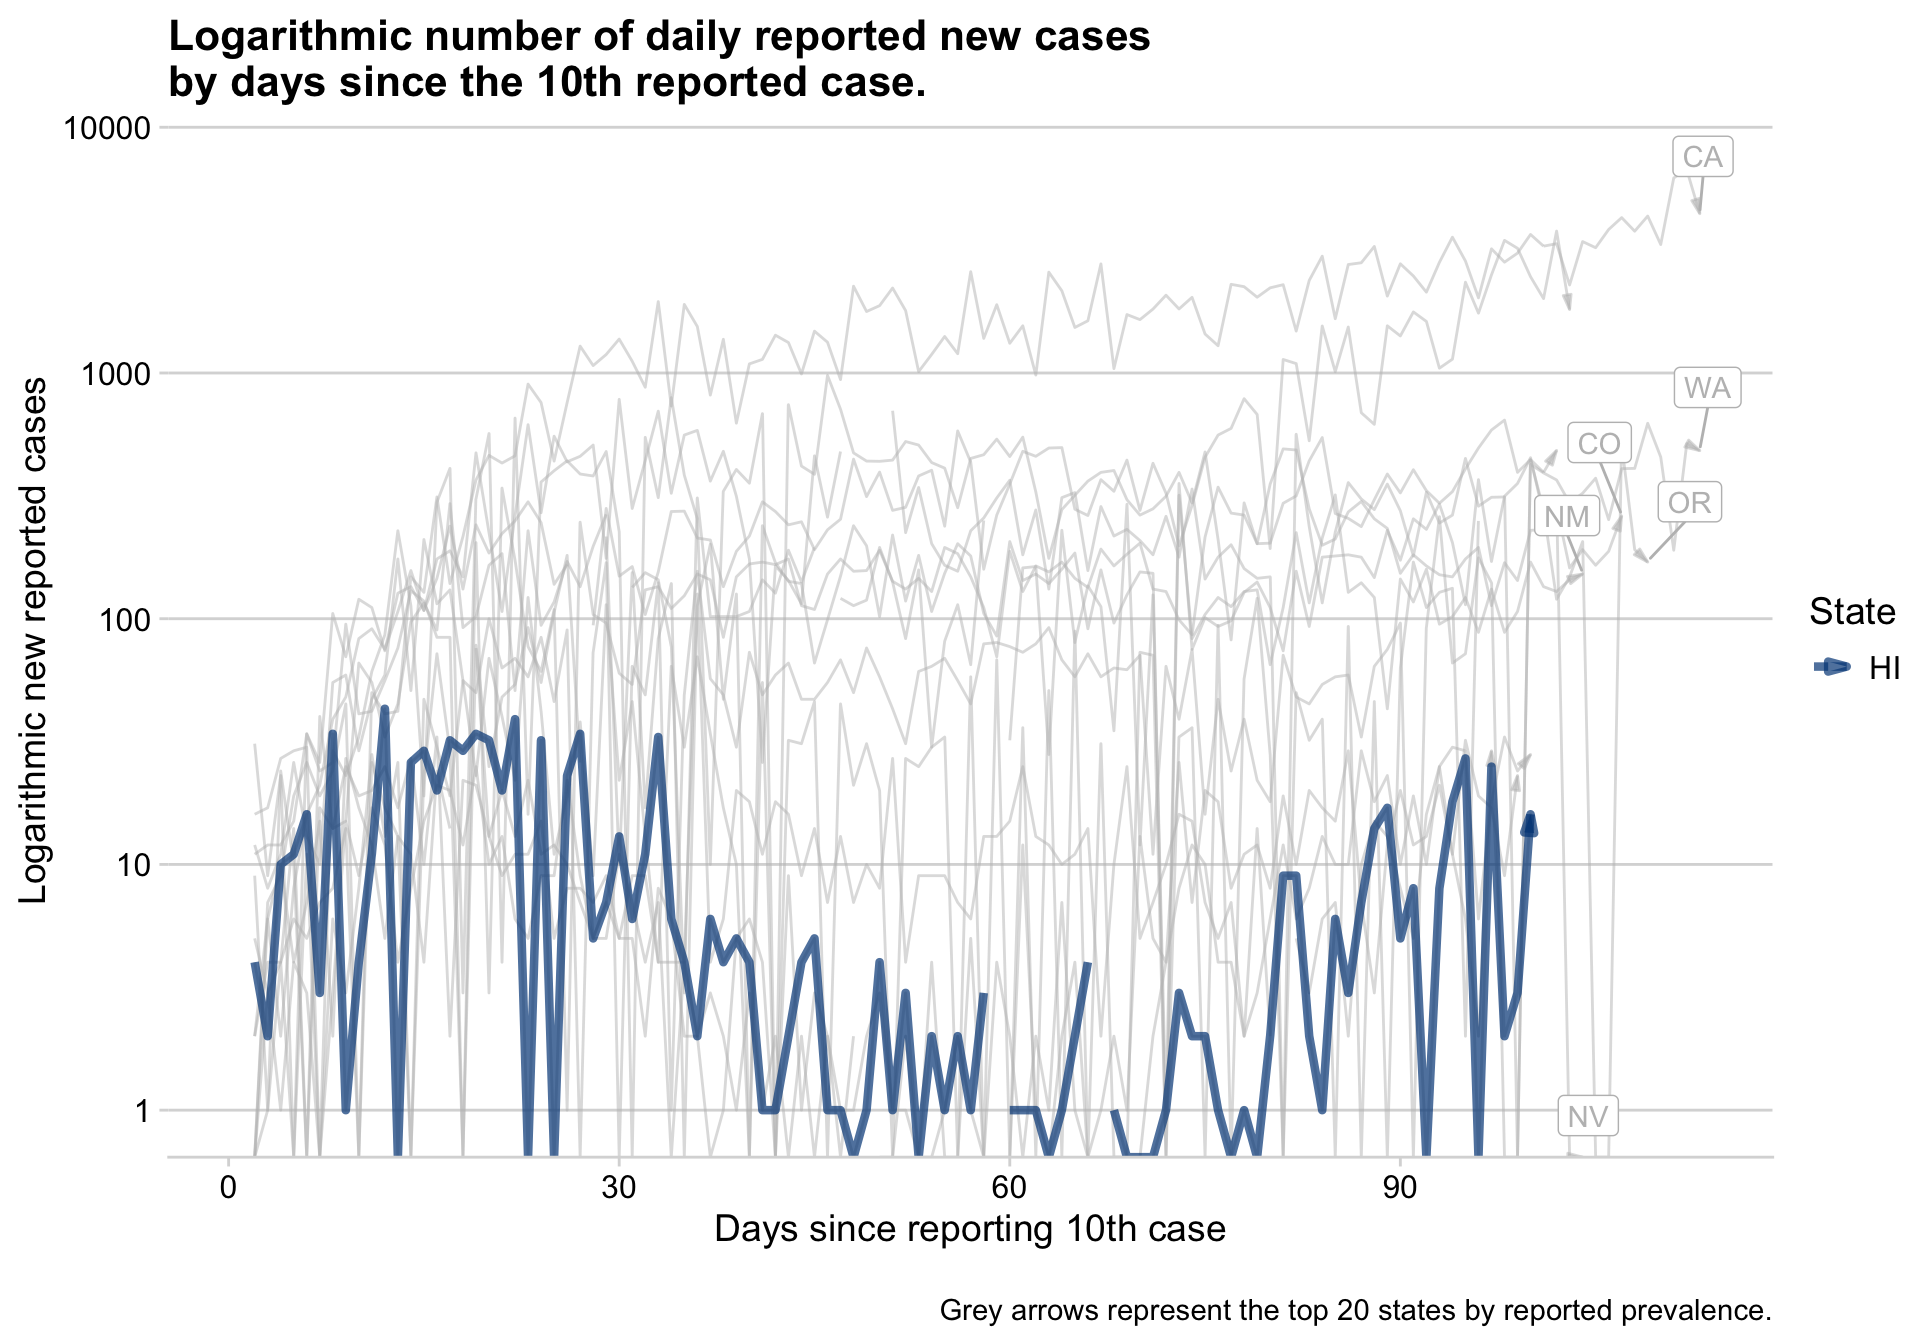 Logarithmic number of daily reported new cases
by days since the 10th reported case.
Logarithmic new reported cases
10000
1000
100
10
1
CA
WA
CO
OR
NM
NV
State
HI
0
30
60
90
Days since reporting 10th case
Grey arrows represent the top 20 states by reported prevalence.